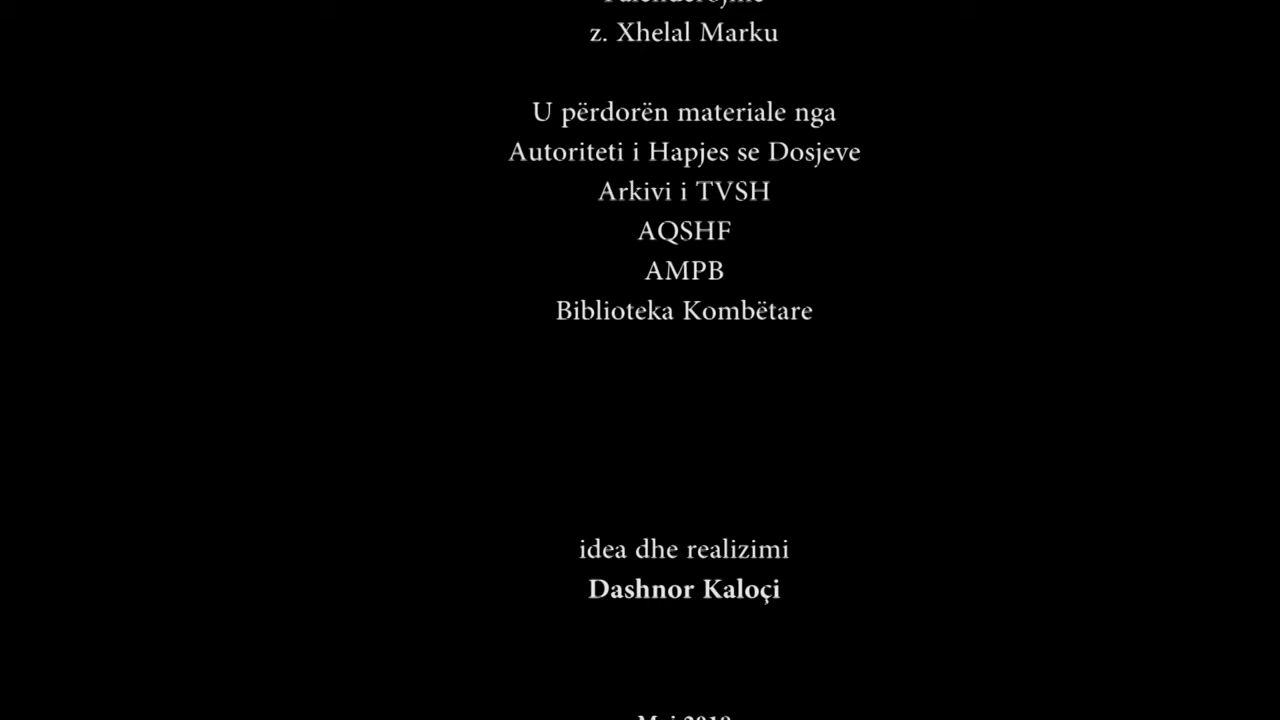 z. Xhelal Marku
U përdorën materiale nga
Autoriteti i Hapjes se Dosjeve
Arkivi i TVSH
AQSHF
AMPB
Biblioteka Kombëtare
idea dhe realizimi
Dashnor Kaloçi